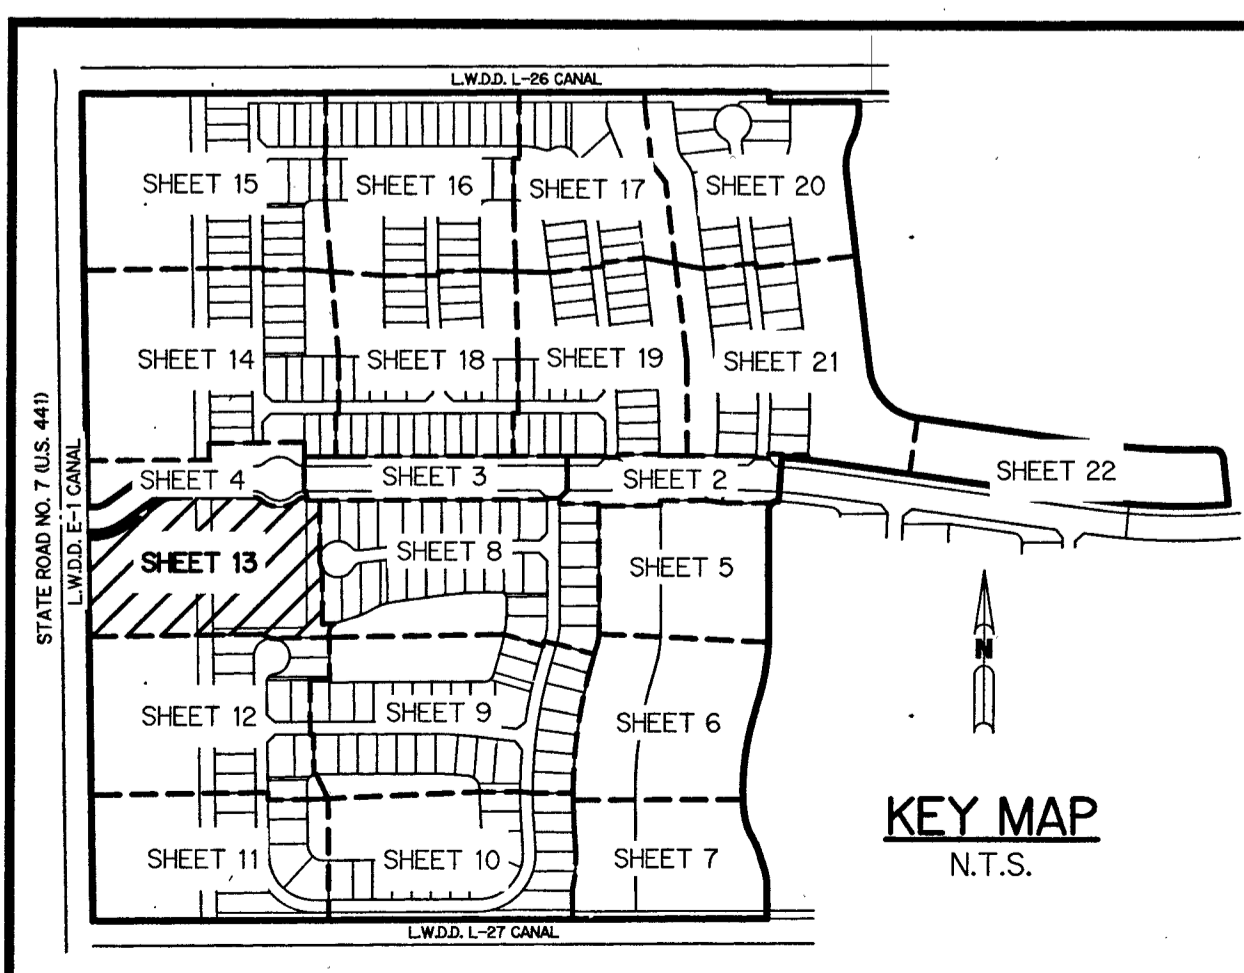 L.W.D.D. L-26 CANAL
SHEET 15
SHEET 16
SHEET 17
SHEET 20
SHEET 14
SHEET 18
SHEET 19
SHEET 21
STATE ROAD NO. 7 (U.S. 441)
L.W.D.D. E-1 CANAL
SHEET 4
SHEET 3
SHEET 2
SHEET 22
SHEET 13
SHEET 8
SHEET 5
N
SHEET 12
SHEET 9
SHEET 6
KEY MAP
N.T.S.
SHEET 11
SHEET 10
SHEET 7
L.W.D.D. L-27 CANAL